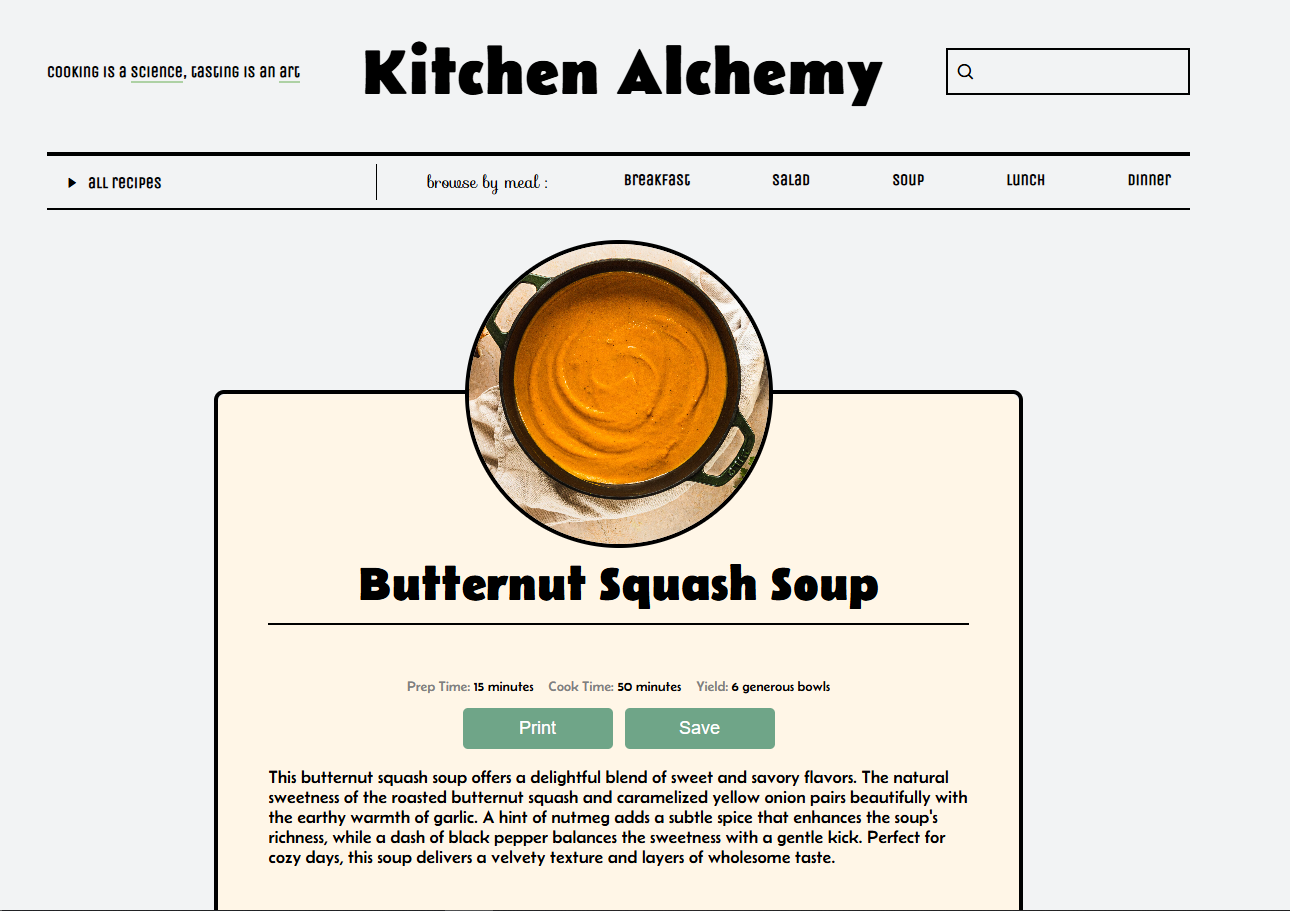 cooking is a science, tasting is an art
Kitchen Alchemy
all recipes
browse by meal :
Breakfast
Salad
Soup
Lunch
Dinner
Butternut Squash Soup
Prep Time: 15 minutes Cook Time: 50 minutes Yield: 6 generous bowls
Print
Save
This butternut squash soup offers a delightful blend of sweet and savory flavors. The natural
sweetness of the roasted butternut squash and caramelized yellow onion pairs beautifully with
the earthy warmth of garlic. A hint of nutmeg adds a subtle spice that enhances the soup's
richness, while a dash of black pepper balances the sweetness with a gentle kick. Perfect for
cozy days, this soup delivers a velvety texture and layers of wholesome taste.